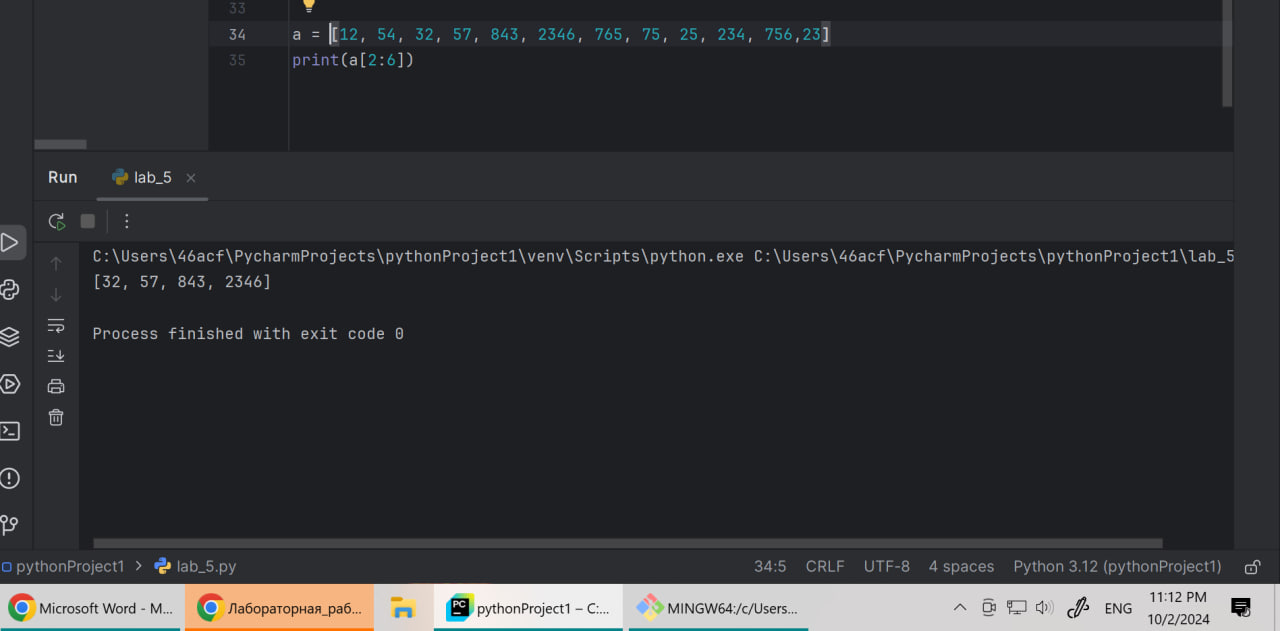 33
34 a = [12, 54, 32, 57, 843, 2346, 765, 75, 25, 234, 756,23]
35 print(a[2:6])
Run lab_5
C:\Users\46acf\PycharmProjects\pythonProject1\venv\Scripts\python.exe C:\Users\46acf\PycharmProjects\pythonProject1\lab_5
[32, 57, 843, 2346]
Process finished with exit code 0
pythonProject1 > lab_5.py 34:5 CRLF UTF-8 4 spaces Python 3.12 (pythonProject1)
Microsoft Word - M... Лабораторная_раб... PC pythonProject1 – C:... MINGW64:/c/Users... ENG 11:12 PM
10/2/2024